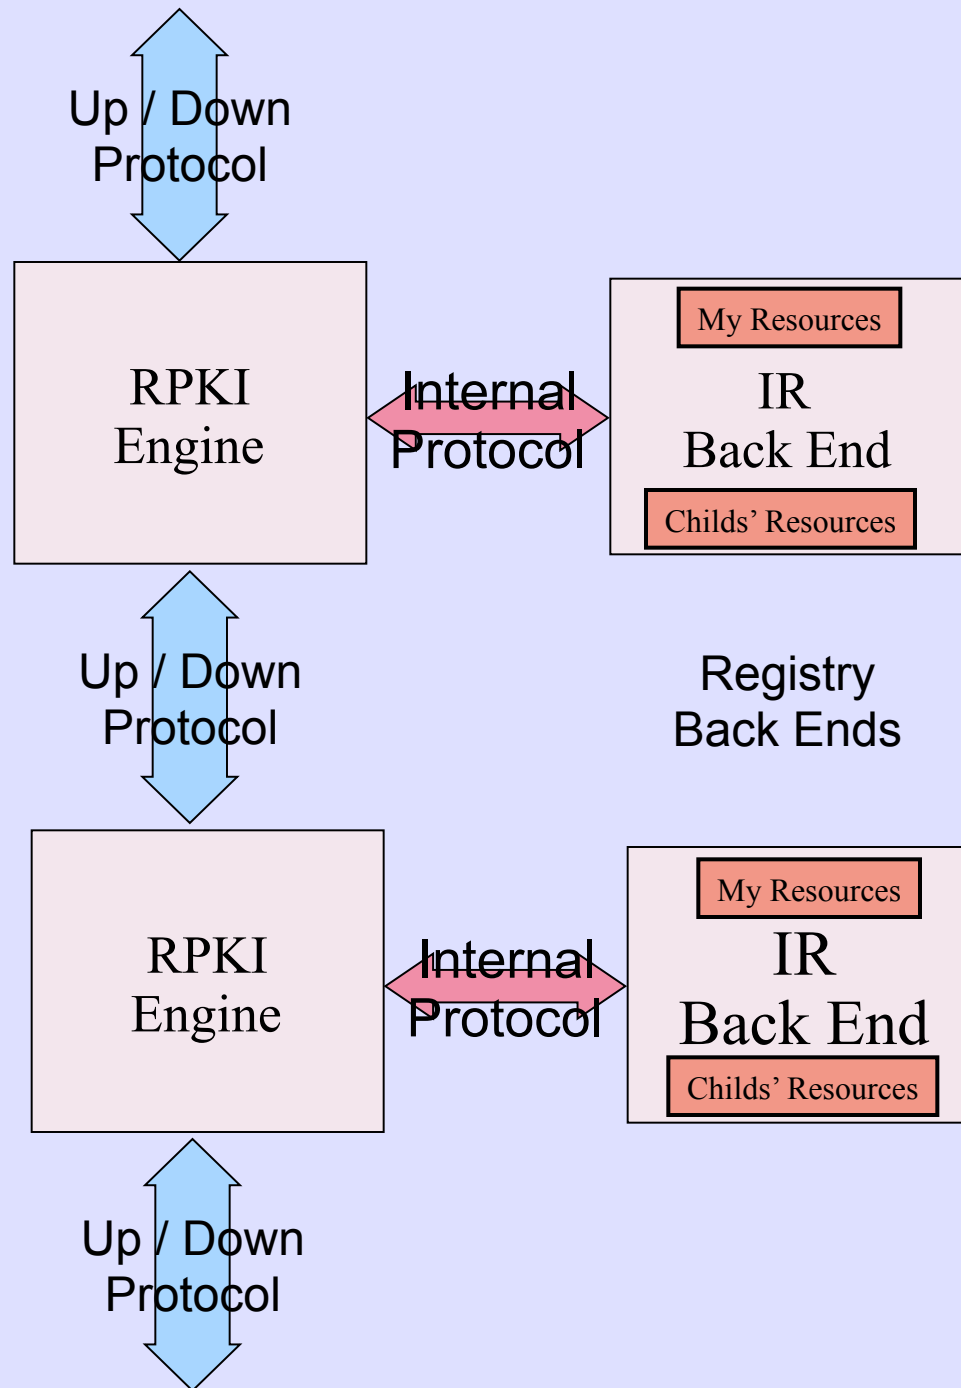 Up / Down
Protocol
RPKI
Engine
Internal
Protocol
My Resources
IR
Back End
Childs’ Resources
Up / Down
Protocol
Registry
Back Ends
RPKI
Engine
Internal
Protocol
My Resources
IR
Back End
Childs’ Resources
Up / Down
Protocol